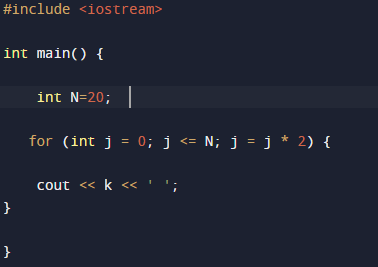 #include <iostream>
int main() {
int N=20;
for (int j = 0; j <= N; j = j * 2) {
cout << k << ' ';
}
}